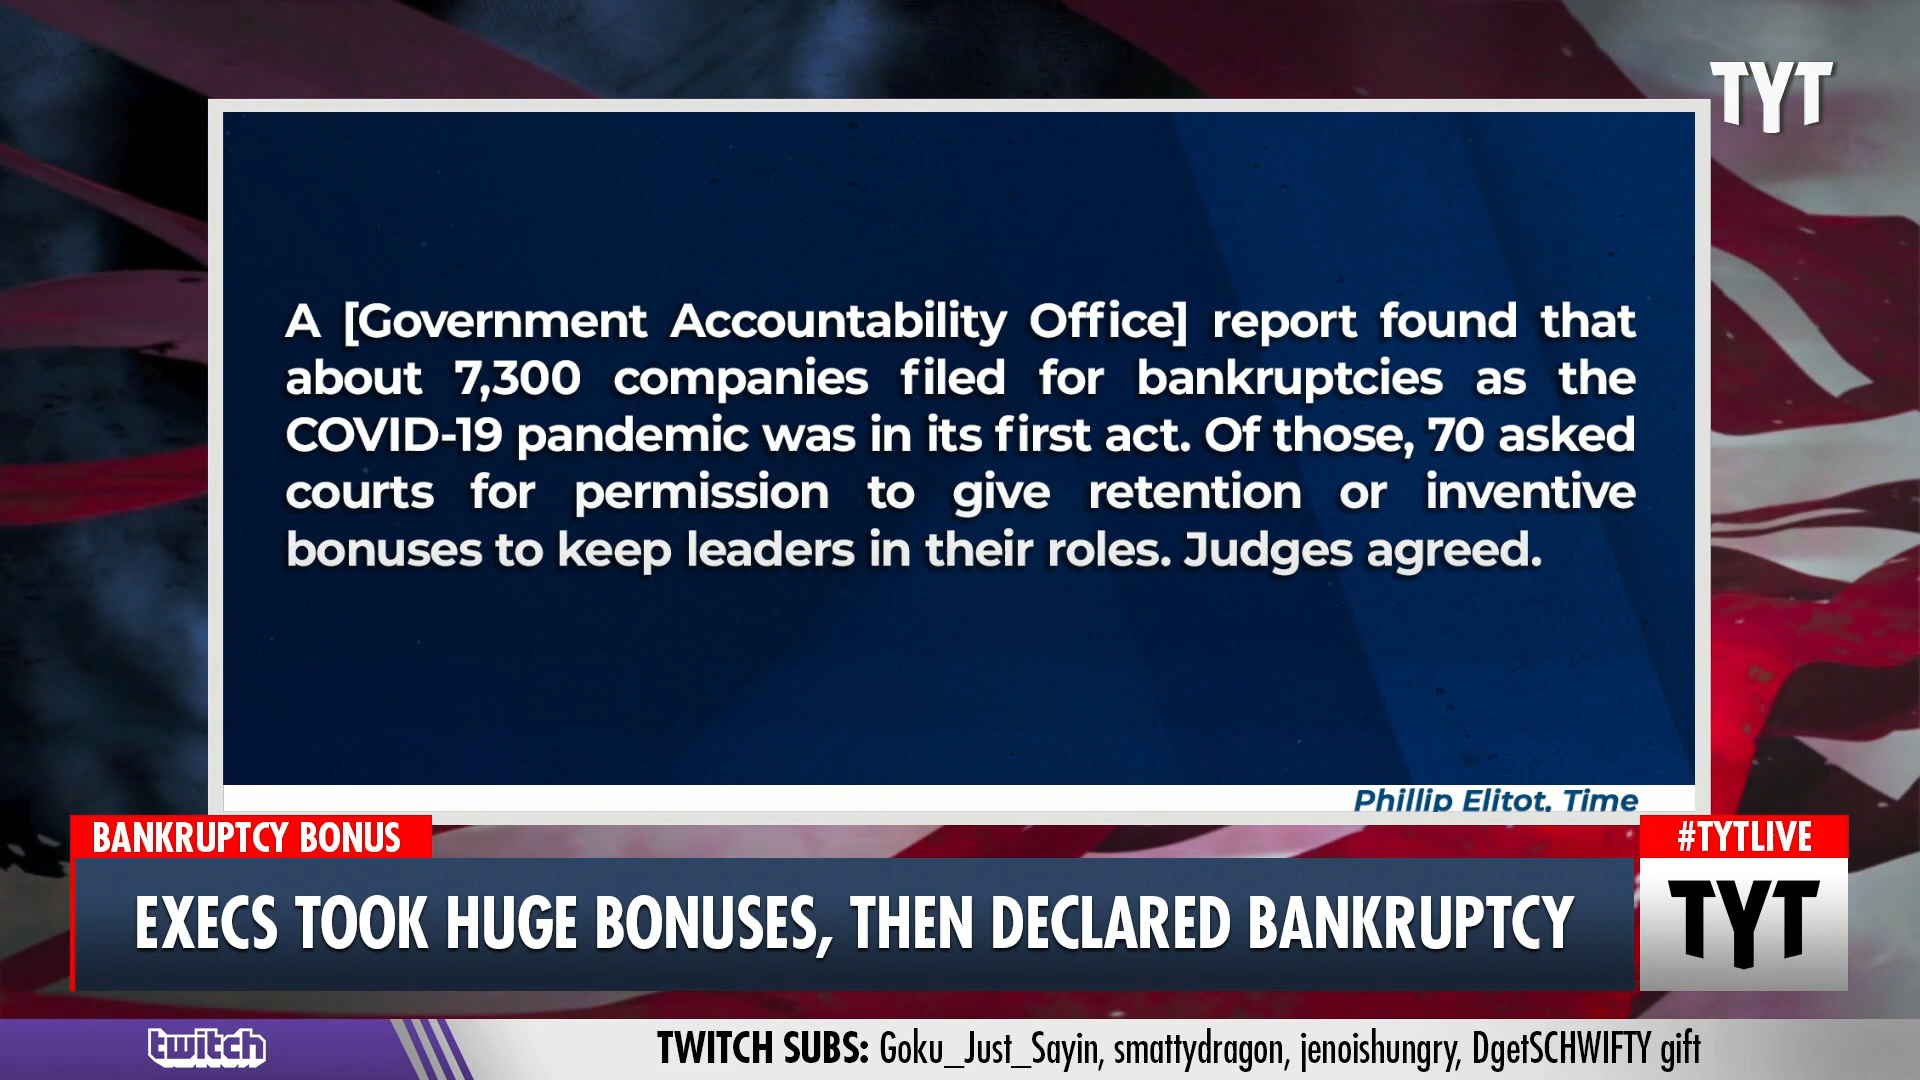 TYT
A [Government Accountability Office] report found that
about 7,300 companies filed for bankruptcies as the
COVID-19 pandemic was in its first act. Of those, 70 asked
courts for permission to give retention or inventive
bonuses to keep leaders in their roles. Judges agreed.
Phillip Elitot, Time
BANKRUPTCY BONUS
#TYTLIVE
EXECS TOOK HUGE BONUSES, THEN DECLARED BANKRUPTCY
TYT
twitch
TWITCH SUBS: Goku_Just_Sayin, smattydragon, jenoishungry, DgetSCHWIFTY gift